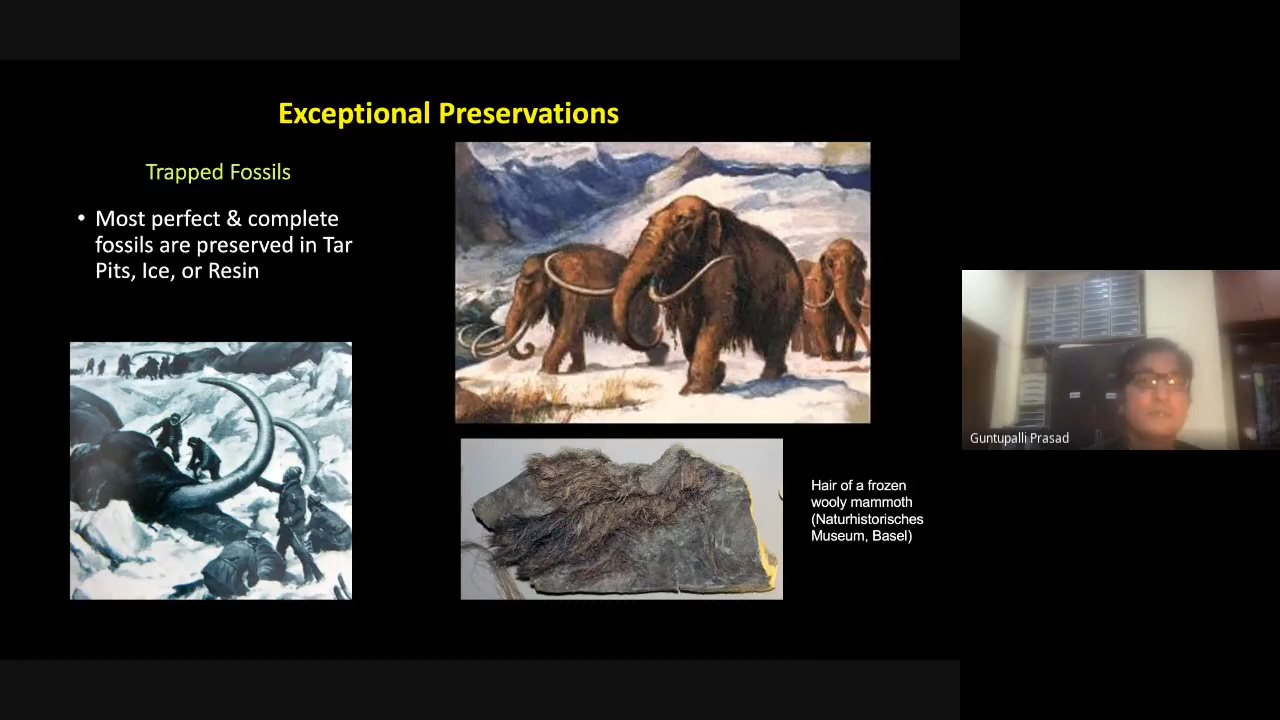 Exceptional Preservations
Trapped Fossils
• Most perfect & complete
fossils are preserved in Tar
Pits, Ice, or Resin
Hair of a frozen
wooly mammoth
(Naturhistorisches
Museum, Basel)
Guntupalli Prasad